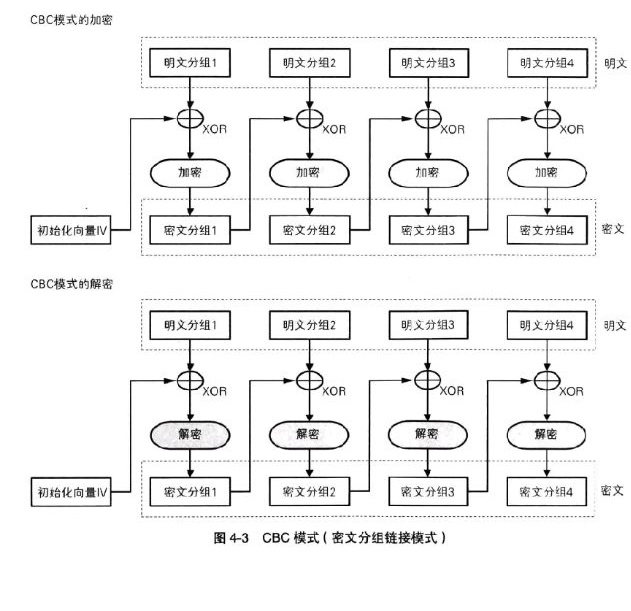 CBC模式的加密
明文分组1 明文分组2 明文分组3 明文分组4 明文
XOR XOR XOR XOR
加密 加密 加密 加密
初始化向量IV 密文分组1 密文分组2 密文分组3 密文分组4 密文
CBC模式的解密
明文分组1 明文分组2 明文分组3 明文分组4 明文
XOR XOR XOR XOR
解密 解密 解密 解密
初始化向量IV 密文分组1 密文分组2 密文分组3 密文分组4 密文
图 4-3 CBC 模式（密文分组链接模式）